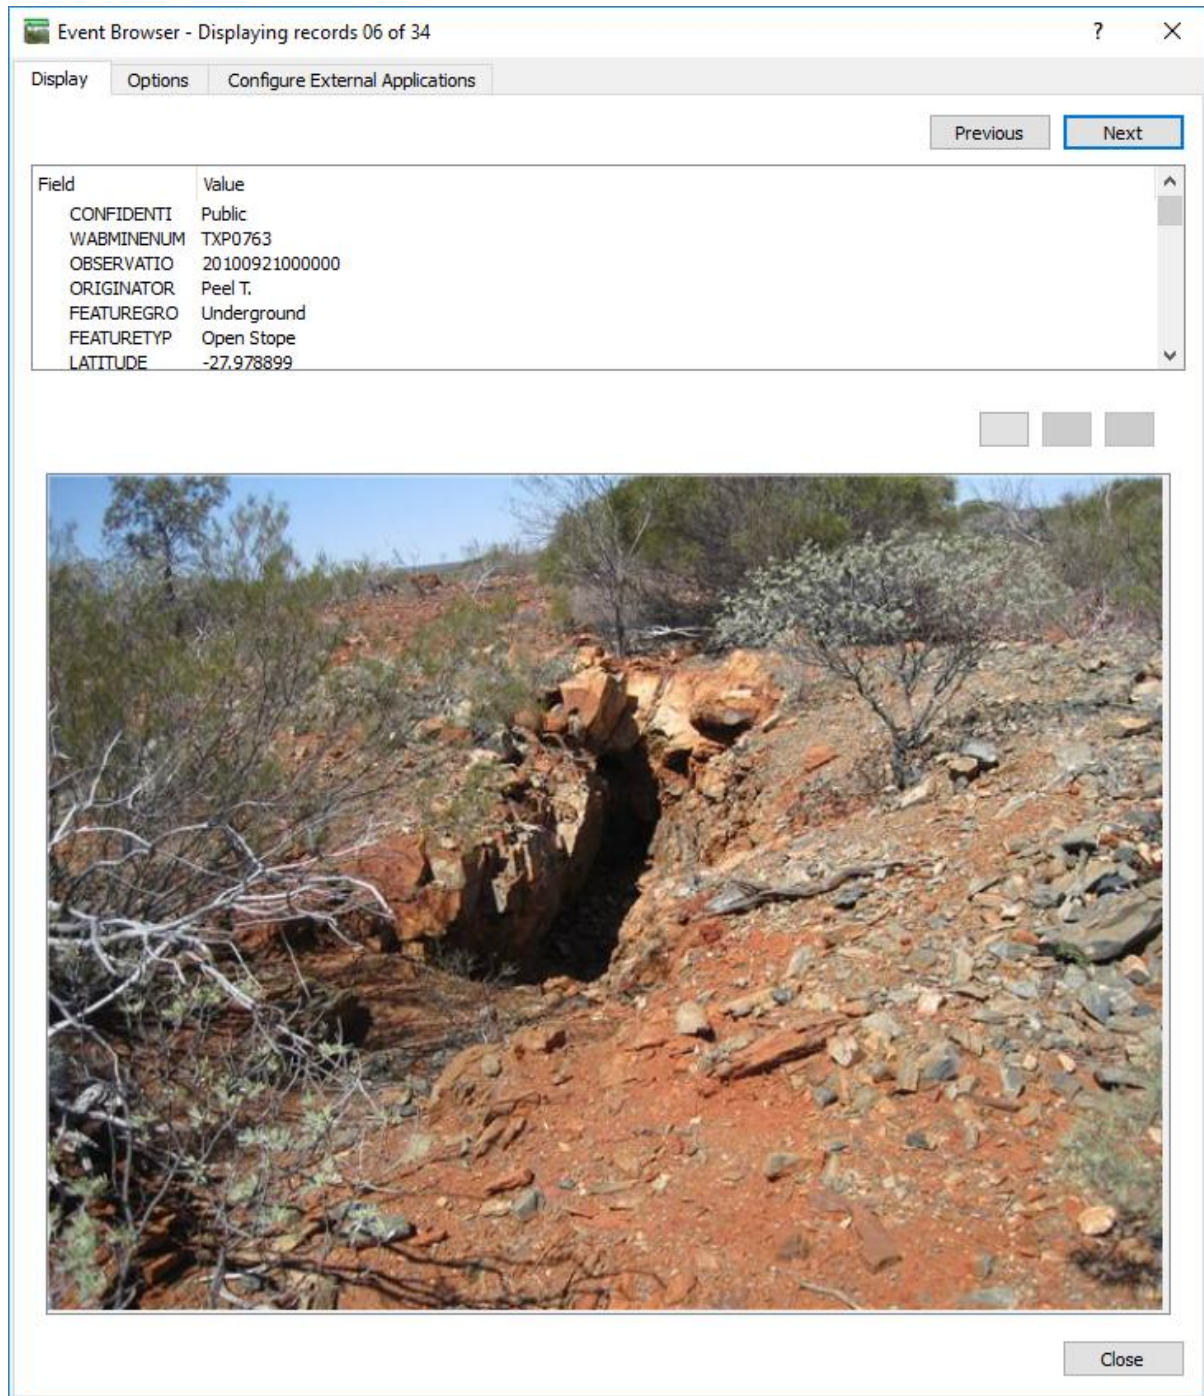 Event Browser - Displaying records 06 of 34 ?
Display Options Configure External Applications
Previous Next
Field Value
CONFIDENTI Public
WABMINENUM TXP0763
OBSERVATIO 20100921000000
ORIGINATOR Peel T.
FEATUREGRO Underground
FEATURETYP Open Stope
LATITUDE -27.978899
Close